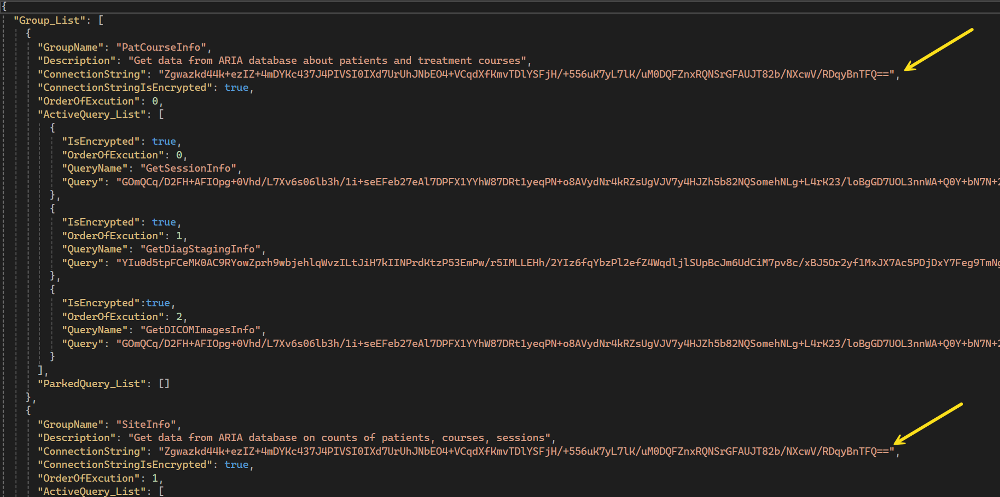 {
"Group_List": [
{
"GroupName": "PatCourseInfo",
"Description": "Get data from ARIA database about patients and treatment courses",
"ConnectionString": "Zgwazkd44k+ezIZ+4mDYKc437J4PIVSI0IXd7UrUhJNbEO4+VCqdXfKmvTDlYSFjH/+556uK7yL7lK/uM0DQFZnxRQNSrGFAUJT82b/NXcwV/RDqyBnTFQ==",
"ConnectionStringIsEncrypted": true,
"OrderOfExcution": 0,
"ActiveQuery_List": [
{
"IsEncrypted": true,
"OrderOfExcution": 0,
"QueryName": "GetSessionInfo",
"Query": "GOmQCq/D2FH+AFIOpg+0Vhd/L7Xv6s06lb3h/1i+seEFeb27eAl7DPFX1YYhW87DRt1yeqPN+o8AVydNr4kRZsUgVJV7y4HJZh5b82NQSomehNLg+L4rK23/loBgGD7UOL3nnWA+Q0Y+bN7N+2
},
{
"IsEncrypted": true,
"OrderOfExcution": 1,
"QueryName": "GetDiagStagingInfo",
"Query": "YIu0d5tpFCeMK0AC9RYowZprh9wbjehlqWvzILtJiH7kIINPrdKtzP53EmPw/r5IMLLEHh/2YIz6fqYbzPl2efZ4WqdljlSUpBcJm6UdCiM7pv8c/xBJ5Or2yf1MxJX7Ac5PDjDxY7Feg9TmNg
},
{
"IsEncrypted":true,
"OrderOfExcution": 2,
"QueryName": "GetDICOMImagesInfo",
"Query": "GOmQCq/D2FH+AFIOpg+0Vhd/L7Xv6s06lb3h/1i+seEFeb27eAl7DPFX1YYhW87DRt1yeqPN+o8AVydNr4kRZsUgVJV7y4HJZh5b82NQSomehNLg+L4rK23/loBgGD7UOL3nnWA+Q0Y+bN7N+2
}
],
"ParkedQuery_List": []
},
{
"GroupName": "SiteInfo",
"Description": "Get data from ARIA database on counts of patients, courses, sessions",
"ConnectionString": "Zgwazkd44k+ezIZ+4mDYKc437J4PIVSI0IXd7UrUhJNbEO4+VCqdXfKmvTDlYSFjH/+556uK7yL7lK/uM0DQFZnxRQNSrGFAUJT82b/NXcwV/RDqyBnTFQ==",
"ConnectionStringIsEncrypted": true,
"OrderOfExcution": 1,
"ActiveQuery_List": [